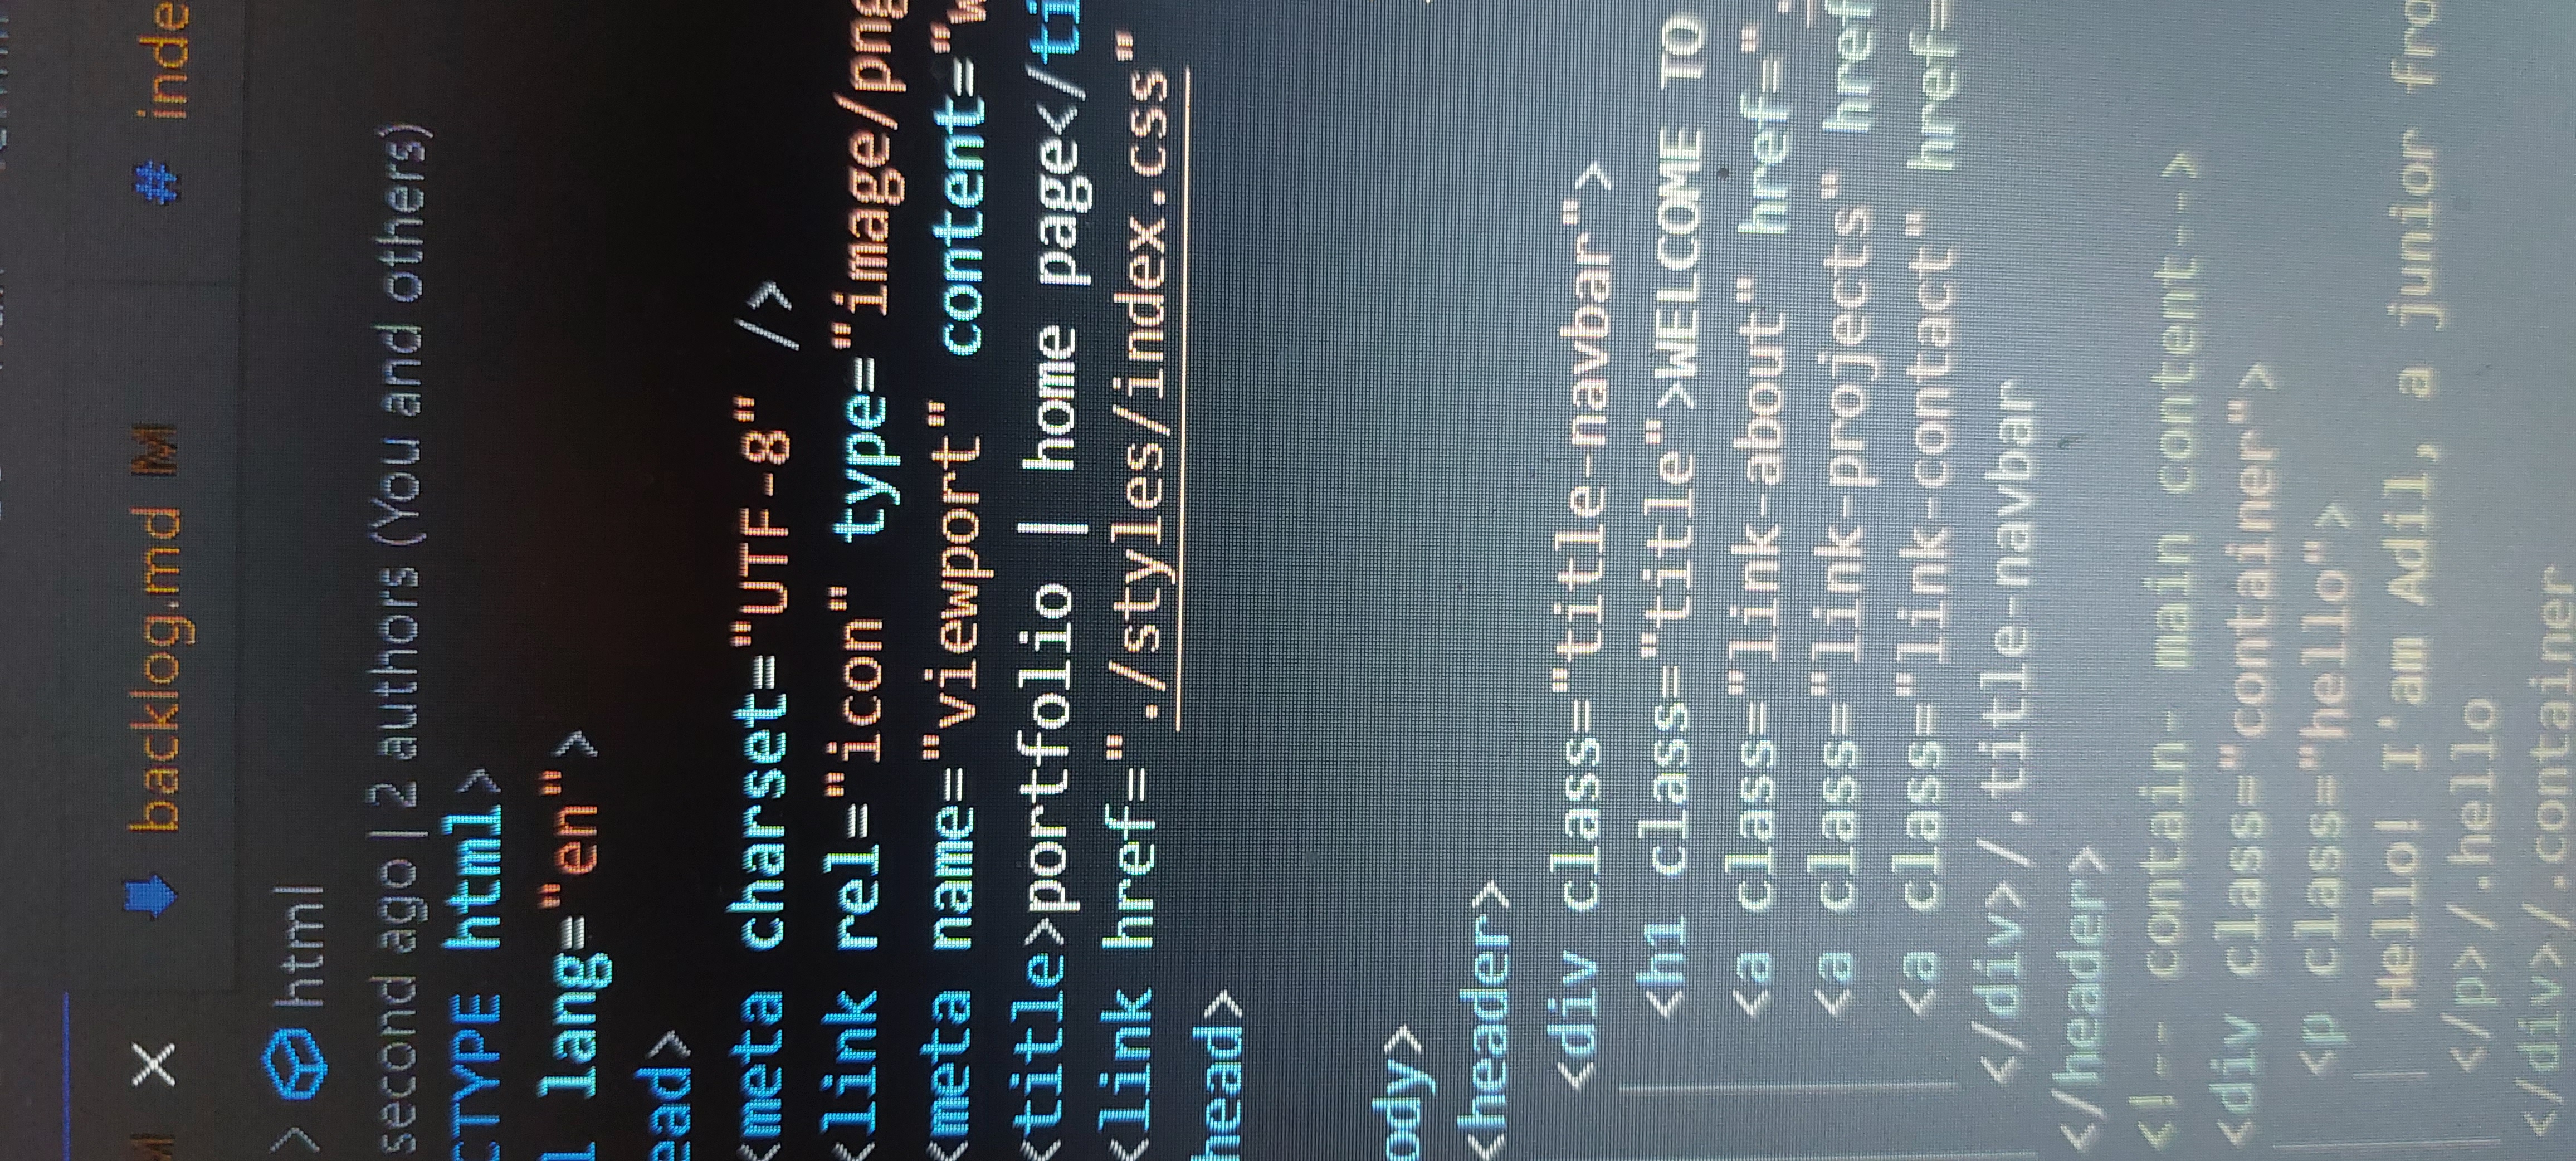 backlog.md M # inde
> html
second ago | 2 authors (You and others)
CTYPE html>
l lang="en">
ead>
<meta charset="UTF-8" />
<link rel="icon" type="image/png
<meta name="viewport" content="w
<title>portfolio | home page</ti
<link href="./styles/index.css"
head>
ody>
<header>
<div class="title-navbar">
<h1 class="title">WELCOME TO
<a class="link-about" href=".
<a class="link-projects" href
<a class="link-contact" href=
</div>/.title-navbar
</header>
<!-- contain- main content-->
<div class="container">
<p class="hello">
Hello! I'am Adil, a junior fro
</p>/.hello
</div>/.container